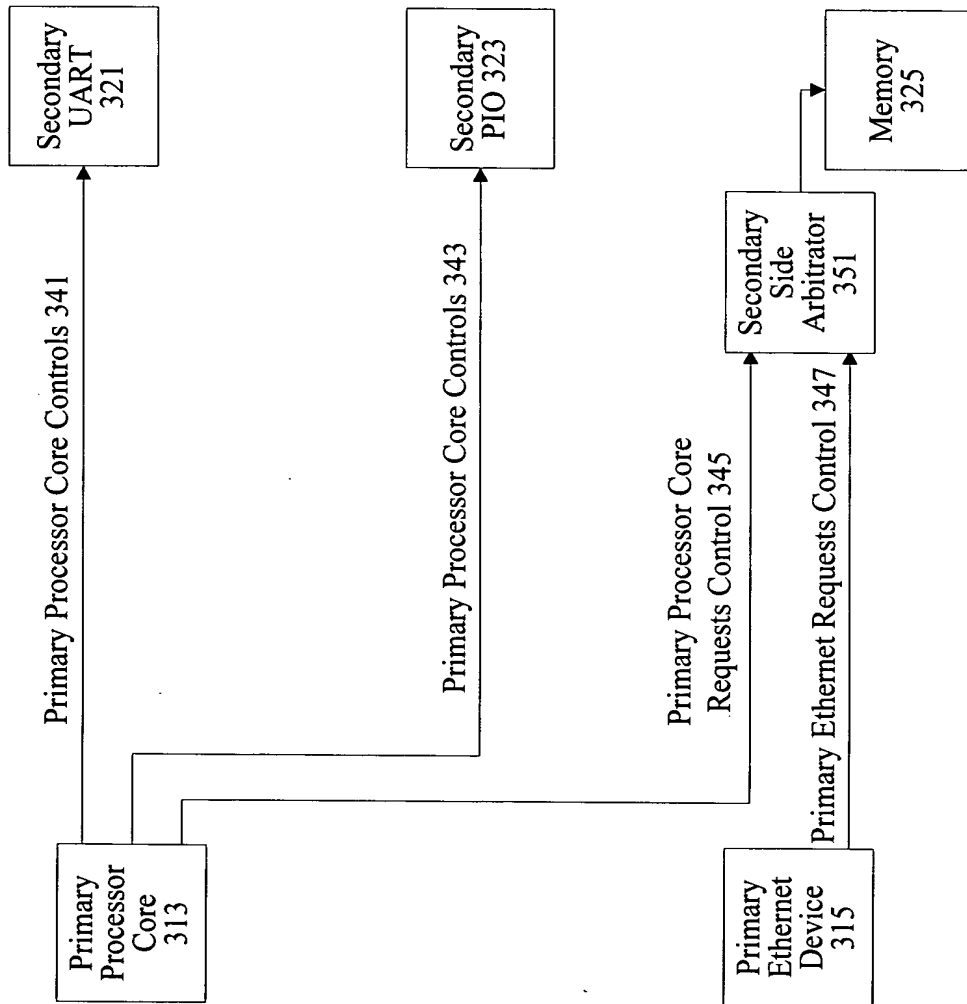 Primary
Processor
Core
313
Primary Processor Core Controls 341
Secondary
UART
321
Primary Processor Core Controls 343
Secondary
PIO 323
Primary Processor Core
Requests Control 345
Primary Ethernet
Device
315
Primary Ethernet Requests Control 347
Secondary
Side
Arbitrator
351
Memory
325